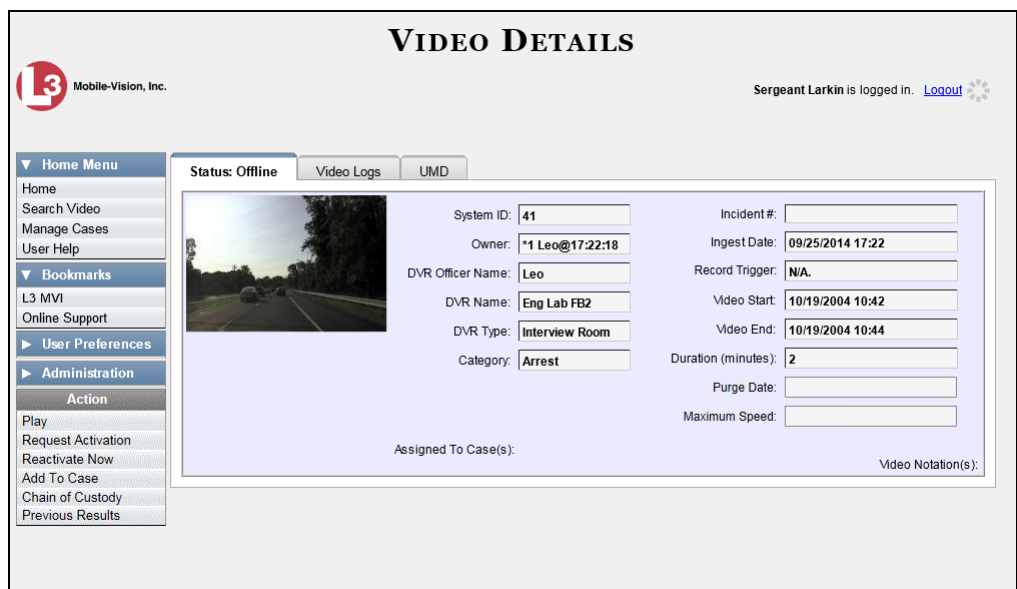 VIDEO DETAILS
L3 Mobile-Vision, Inc.
Sergeant Larkin is logged in. Logout
Home Menu
Home
Search Video
Manage Cases
User Help
Bookmarks
L3 MVI
Online Support
User Preferences
Administration
Action
Play
Request Activation
Reactivate Now
Add To Case
Chain of Custody
Previous Results
Status: Offline Video Logs UMD
System ID: 41
Owner: *1 Leo@17:22:18
DVR Officer Name: Leo
DVR Name: Eng Lab FB2
DVR Type: Interview Room
Category: Arrest
Incident #:
Ingest Date: 09/25/2014 17:22
Record Trigger: N/A.
Video Start: 10/19/2004 10:42
Video End: 10/19/2004 10:44
Duration (minutes): 2
Purge Date:
Maximum Speed:
Assigned To Case(s):
Video Notation(s):